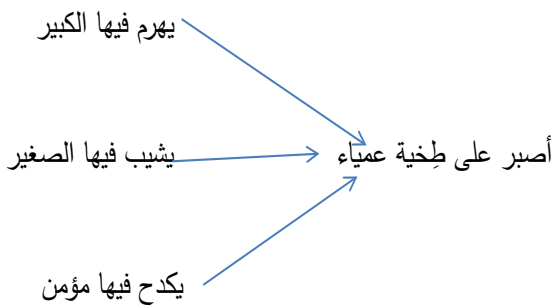 يهرم فيها الكبير
أصبر على طِخية عمياء
يشيب فيها الصغير
يكدح فيها مؤمن